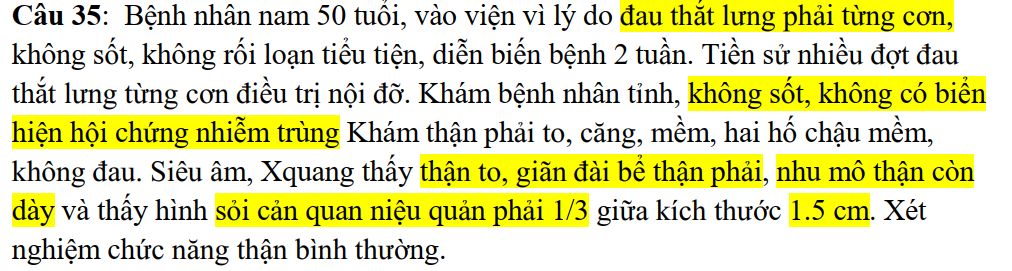 Câu 35:  Bệnh nhân nam 50 tuổi, vào viện vì lý do đau thắt lưng phải từng cơn,
không sốt, không rối loạn tiểu tiện, diễn biến bệnh 2 tuần. Tiền sử nhiều đợt đau
thắt lưng từng cơn điều trị nội đỡ. Khám bệnh nhân tỉnh, không sốt, không có biển
hiện hội chứng nhiễm trùng Khám thận phải to, căng, mềm, hai hố chậu mềm,
không đau. Siêu âm, Xquang thấy thận to, giãn đài bể thận phải, nhu mô thận còn
dày và thấy hình sỏi cản quan niệu quản phải 1/3 giữa kích thước 1.5 cm. Xét
nghiệm chức năng thận bình thường.